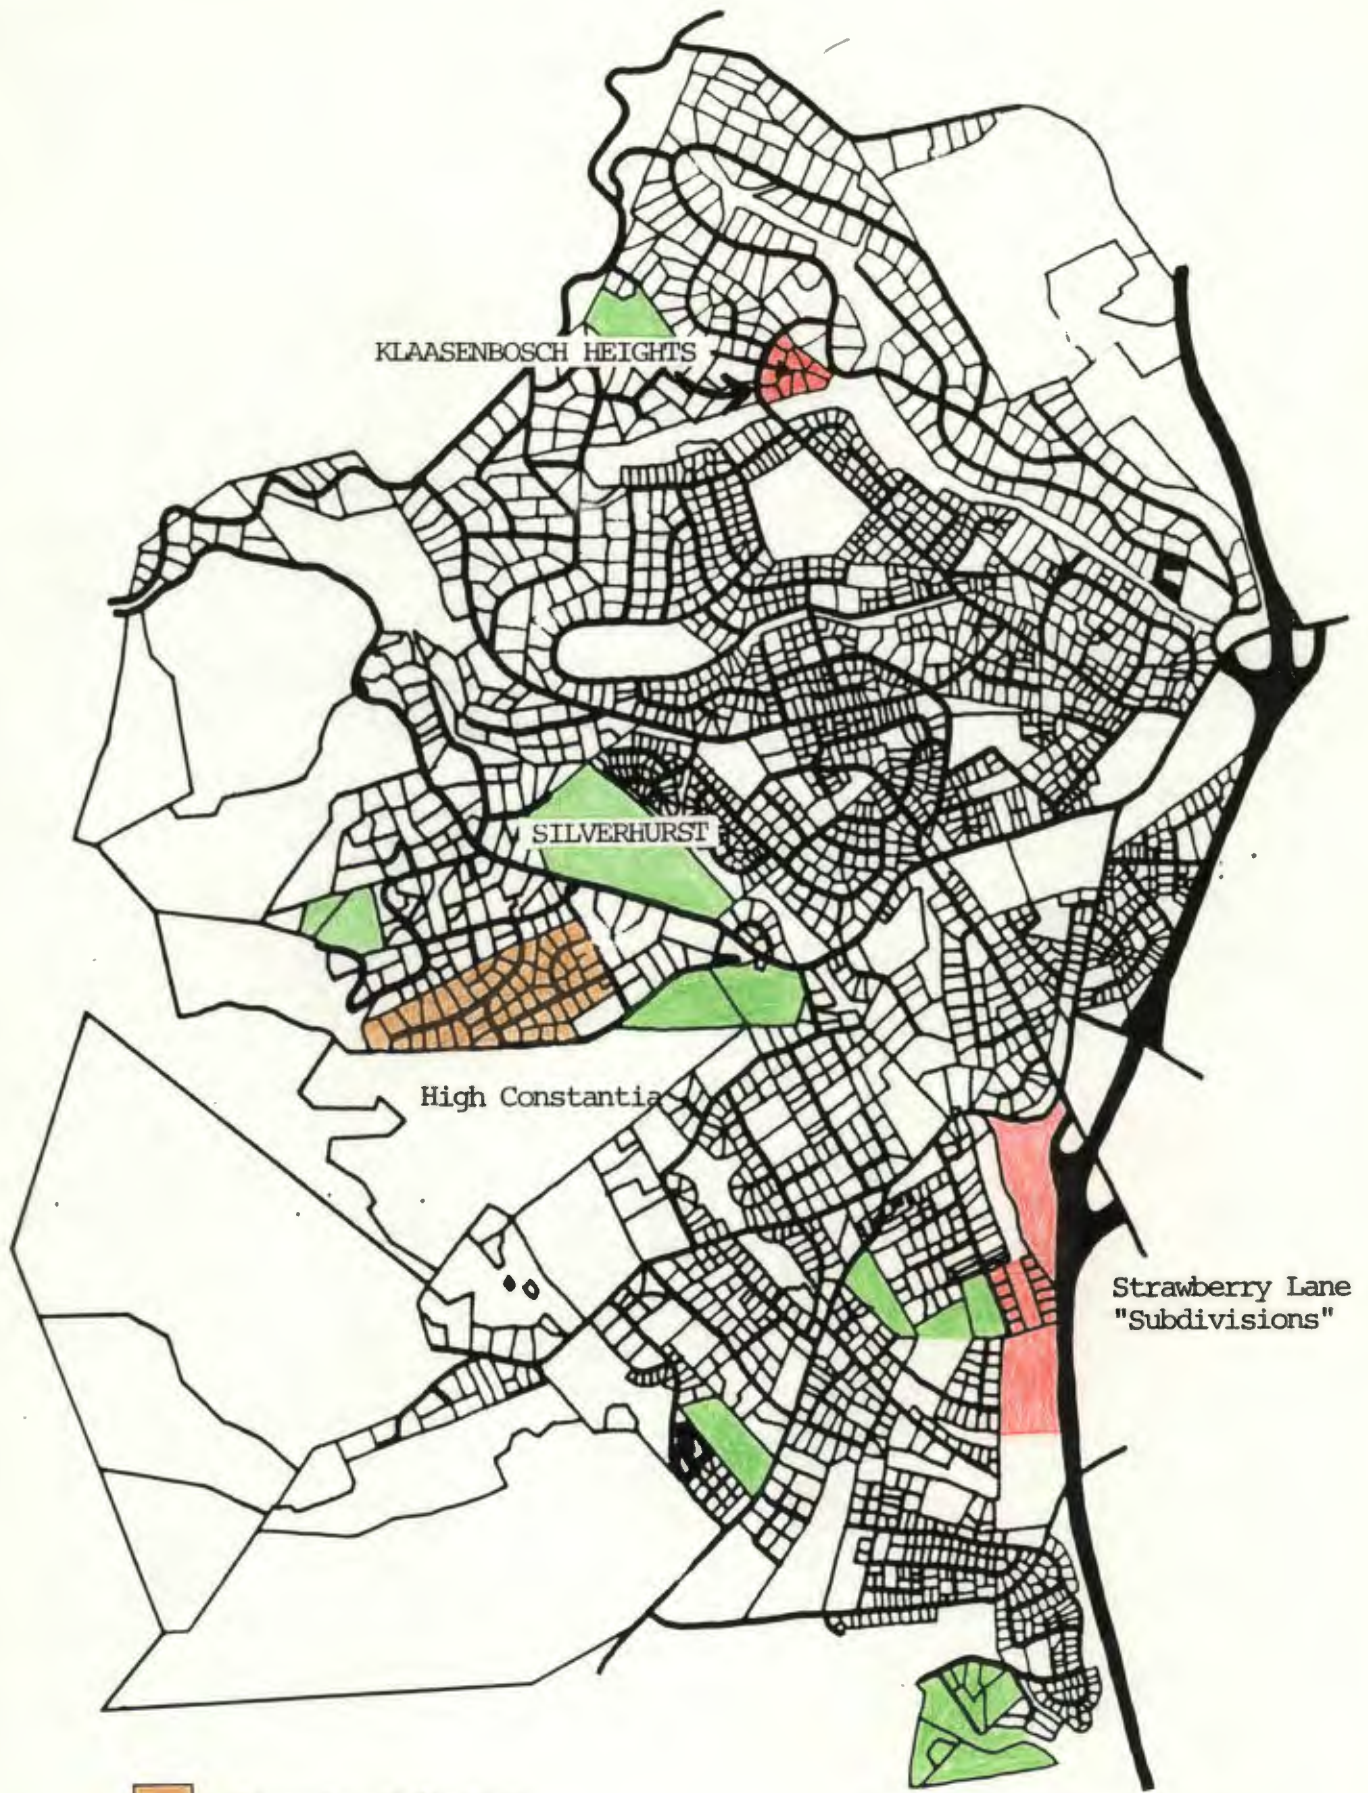 KLAASENBOSCH HEIGHTS
SILVERHURST
High Constantia
Strawberry Lane
"Subdivisions"